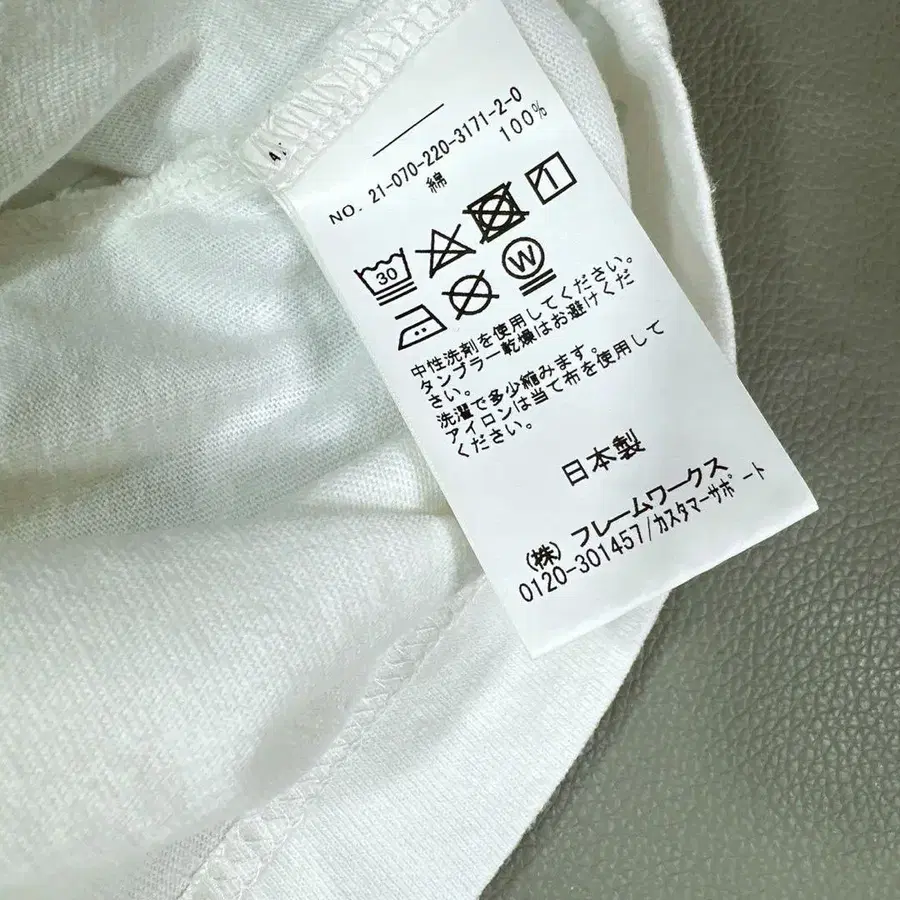 NO. 21-070-220-3171-2-0
綿 100%
30
W
中性洗剤を使用してください。
タンブラー乾燥はお避けくだ
さい。
洗濯で多少縮みます。
アイロンは当て布を使用して
ください。
日本製
(株) フレームワークス
0120-301457/カスタマーサポート